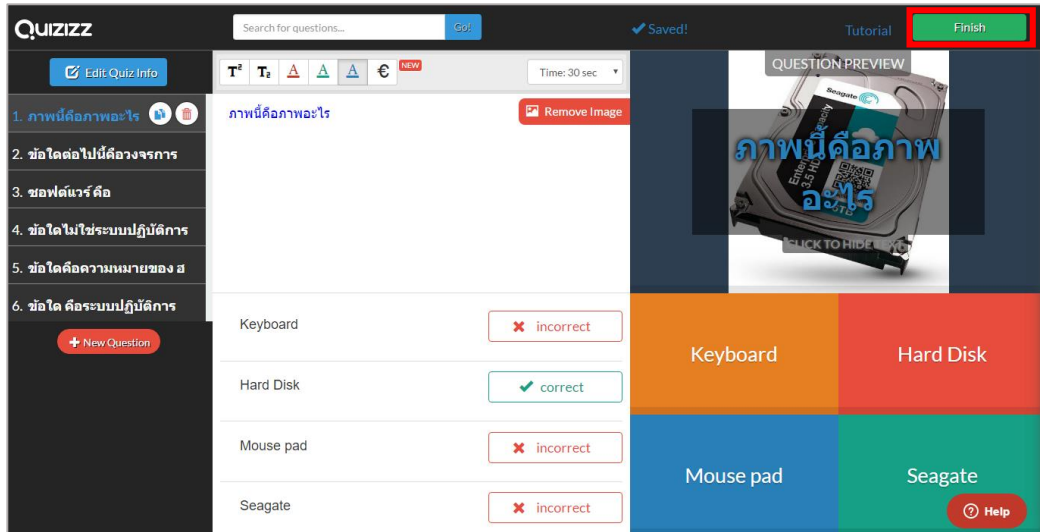 QUIZIZZ
Search for questions...
Go!
Saved!
Tutorial
Finish
Edit Quiz Info
NEW
Time: 30 sec
1. ภาพนี้คือภาพอะไร
2. ข้อใดต่อไปนี้คือวงจรการ
3. ซอฟต์แวร์ คือ
4. ข้อใดไม่ใช่ระบบปฏิบัติการ
5. ข้อใดคือความหมายของ ฮ
6. ข้อใด คือระบบปฏิบัติการ
New Question
ภาพนี้คือภาพอะไร
Remove Image
Keyboard
incorrect
Hard Disk
correct
Mouse pad
incorrect
Seagate
incorrect
QUESTION PREVIEW
Seagate
ภาพนี้คือภาพ
อะไร
CLICK TO HIDE TEXT
Keyboard
Hard Disk
Mouse pad
Seagate
Help